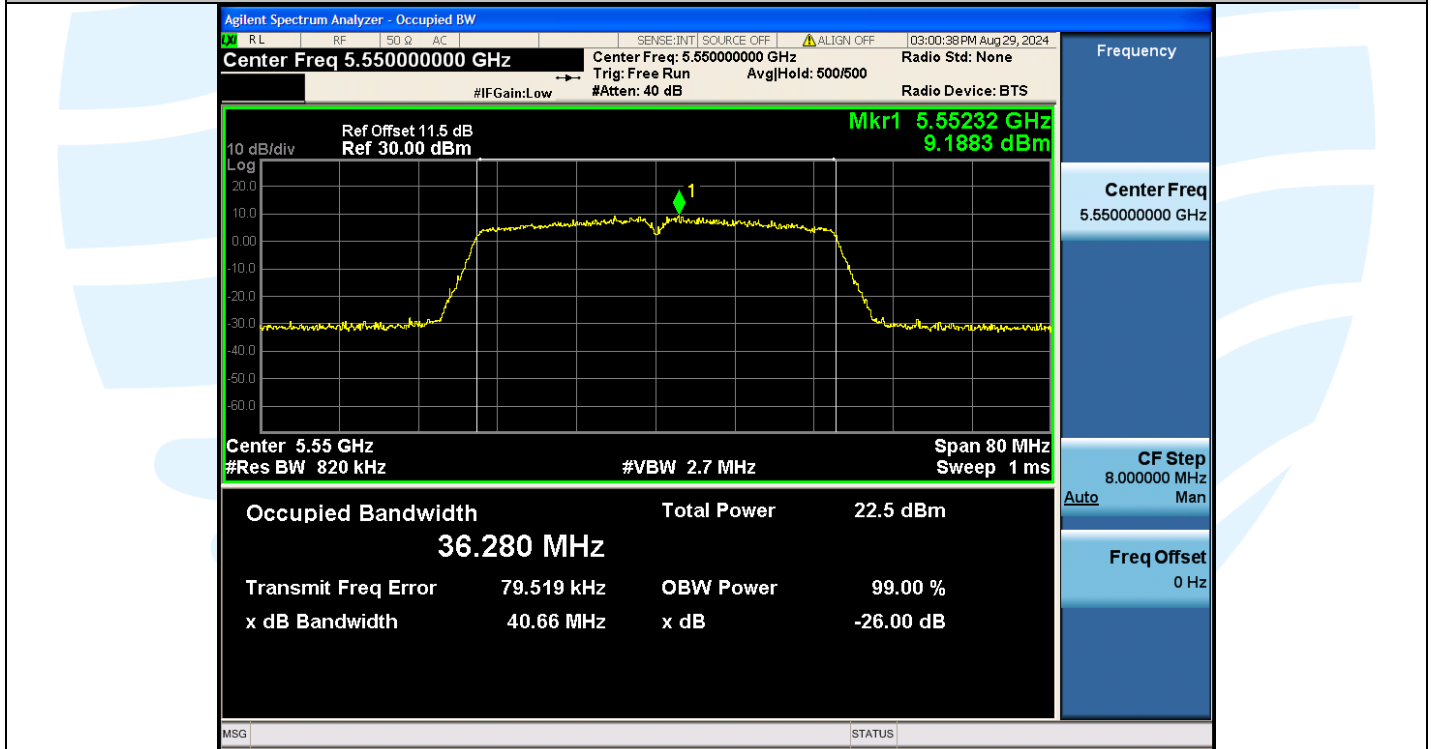 Agilent Spectrum Analyzer - Occupied BW
LXI RL RF 50 Ω AC SENSE:INT SOURCE OFF ALIGN OFF 03:00:38 PM Aug 29, 2024
Center Freq 5.550000000 GHz
Center Freq: 5.550000000 GHz
Radio Std: None
Trig: Free Run Avg|Hold: 500/500
#IFGain:Low #Atten: 40 dB Radio Device: BTS
Frequency
Mkr1 5.55232 GHz
9.1883 dBm
Ref Offset 11.5 dB
10 dB/div Ref 30.00 dBm
Log
20.0
10.0
0.00
-10.0
-20.0
-30.0
-40.0
-50.0
-60.0
1
Center 5.55 GHz Span 80 MHz
#Res BW 820 kHz #VBW 2.7 MHz Sweep 1 ms
Occupied Bandwidth Total Power 22.5 dBm
36.280 MHz
Transmit Freq Error 79.519 kHz OBW Power 99.00 %
x dB Bandwidth 40.66 MHz x dB -26.00 dB
Center Freq
5.550000000 GHz
CF Step
8.000000 MHz
Auto Man
Freq Offset
0 Hz
MSG STATUS